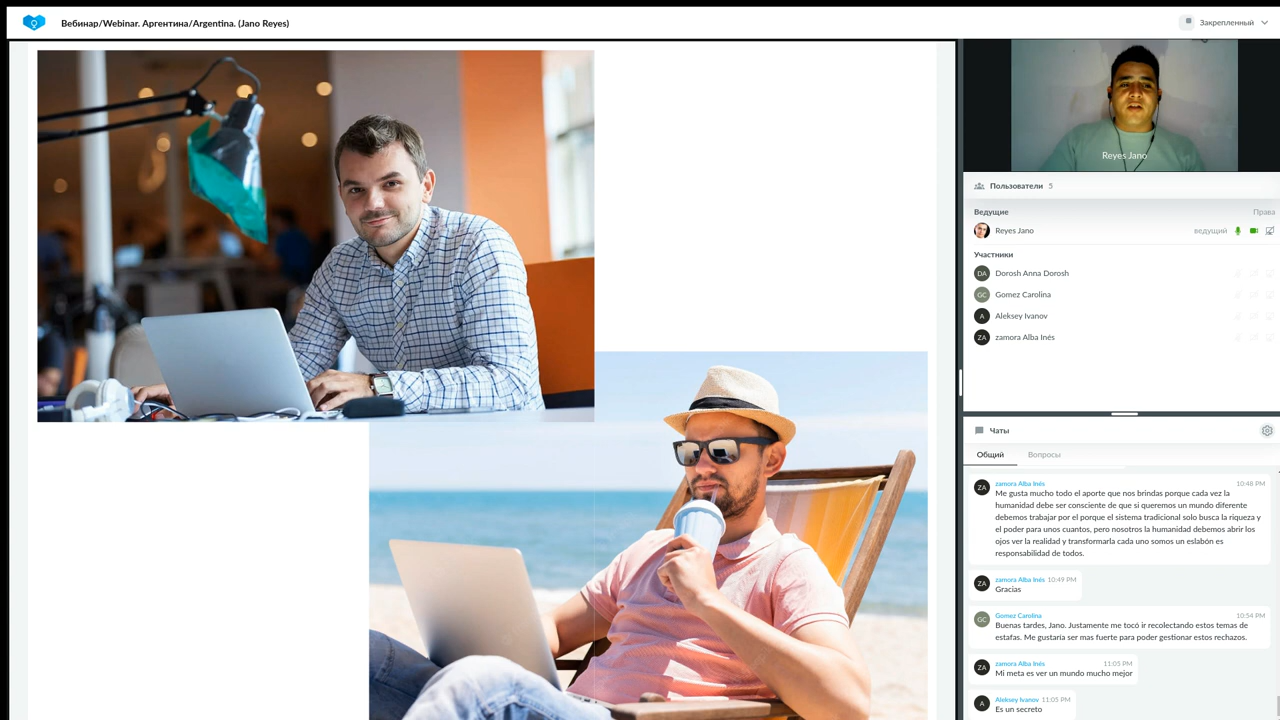 Вебинар/Webinar. Аргентина/Argentina. (Jano Reyes)
Закрепленный
Reyes Jano
Пользователи 5
Ведущие Права
Reyes Jano ведущий
Участники
DA Dorosh Anna Dorosh
GC Gomez Carolina
A Aleksey Ivanov
ZA zamora Alba Inés
Чаты
Общий Вопросы
ZA zamora Alba Inés 10:48 PM
Me gusta mucho todo el aporte que nos brindas porque cada vez la
humanidad debe ser consciente de que si queremos un mundo diferente
debemos trabajar por el porque el sistema tradicional solo busca la riqueza y
el poder para unos cuantos, pero nosotros la humanidad debemos abrir los
ojos ver la realidad y transformarla cada uno somos un eslabón es
responsabilidad de todos.
ZA zamora Alba Inés 10:49 PM
Gracias
GC Gomez Carolina 10:54 PM
Buenas tardes, Jano. Justamente me tocó ir recolectando estos temas de
estafas. Me gustaria ser mas fuerte para poder gestionar estos rechazos.
ZA zamora Alba Inés 11:05 PM
Mi meta es ver un mundo mucho mejor
A Aleksey Ivanov 11:05 PM
Es un secreto